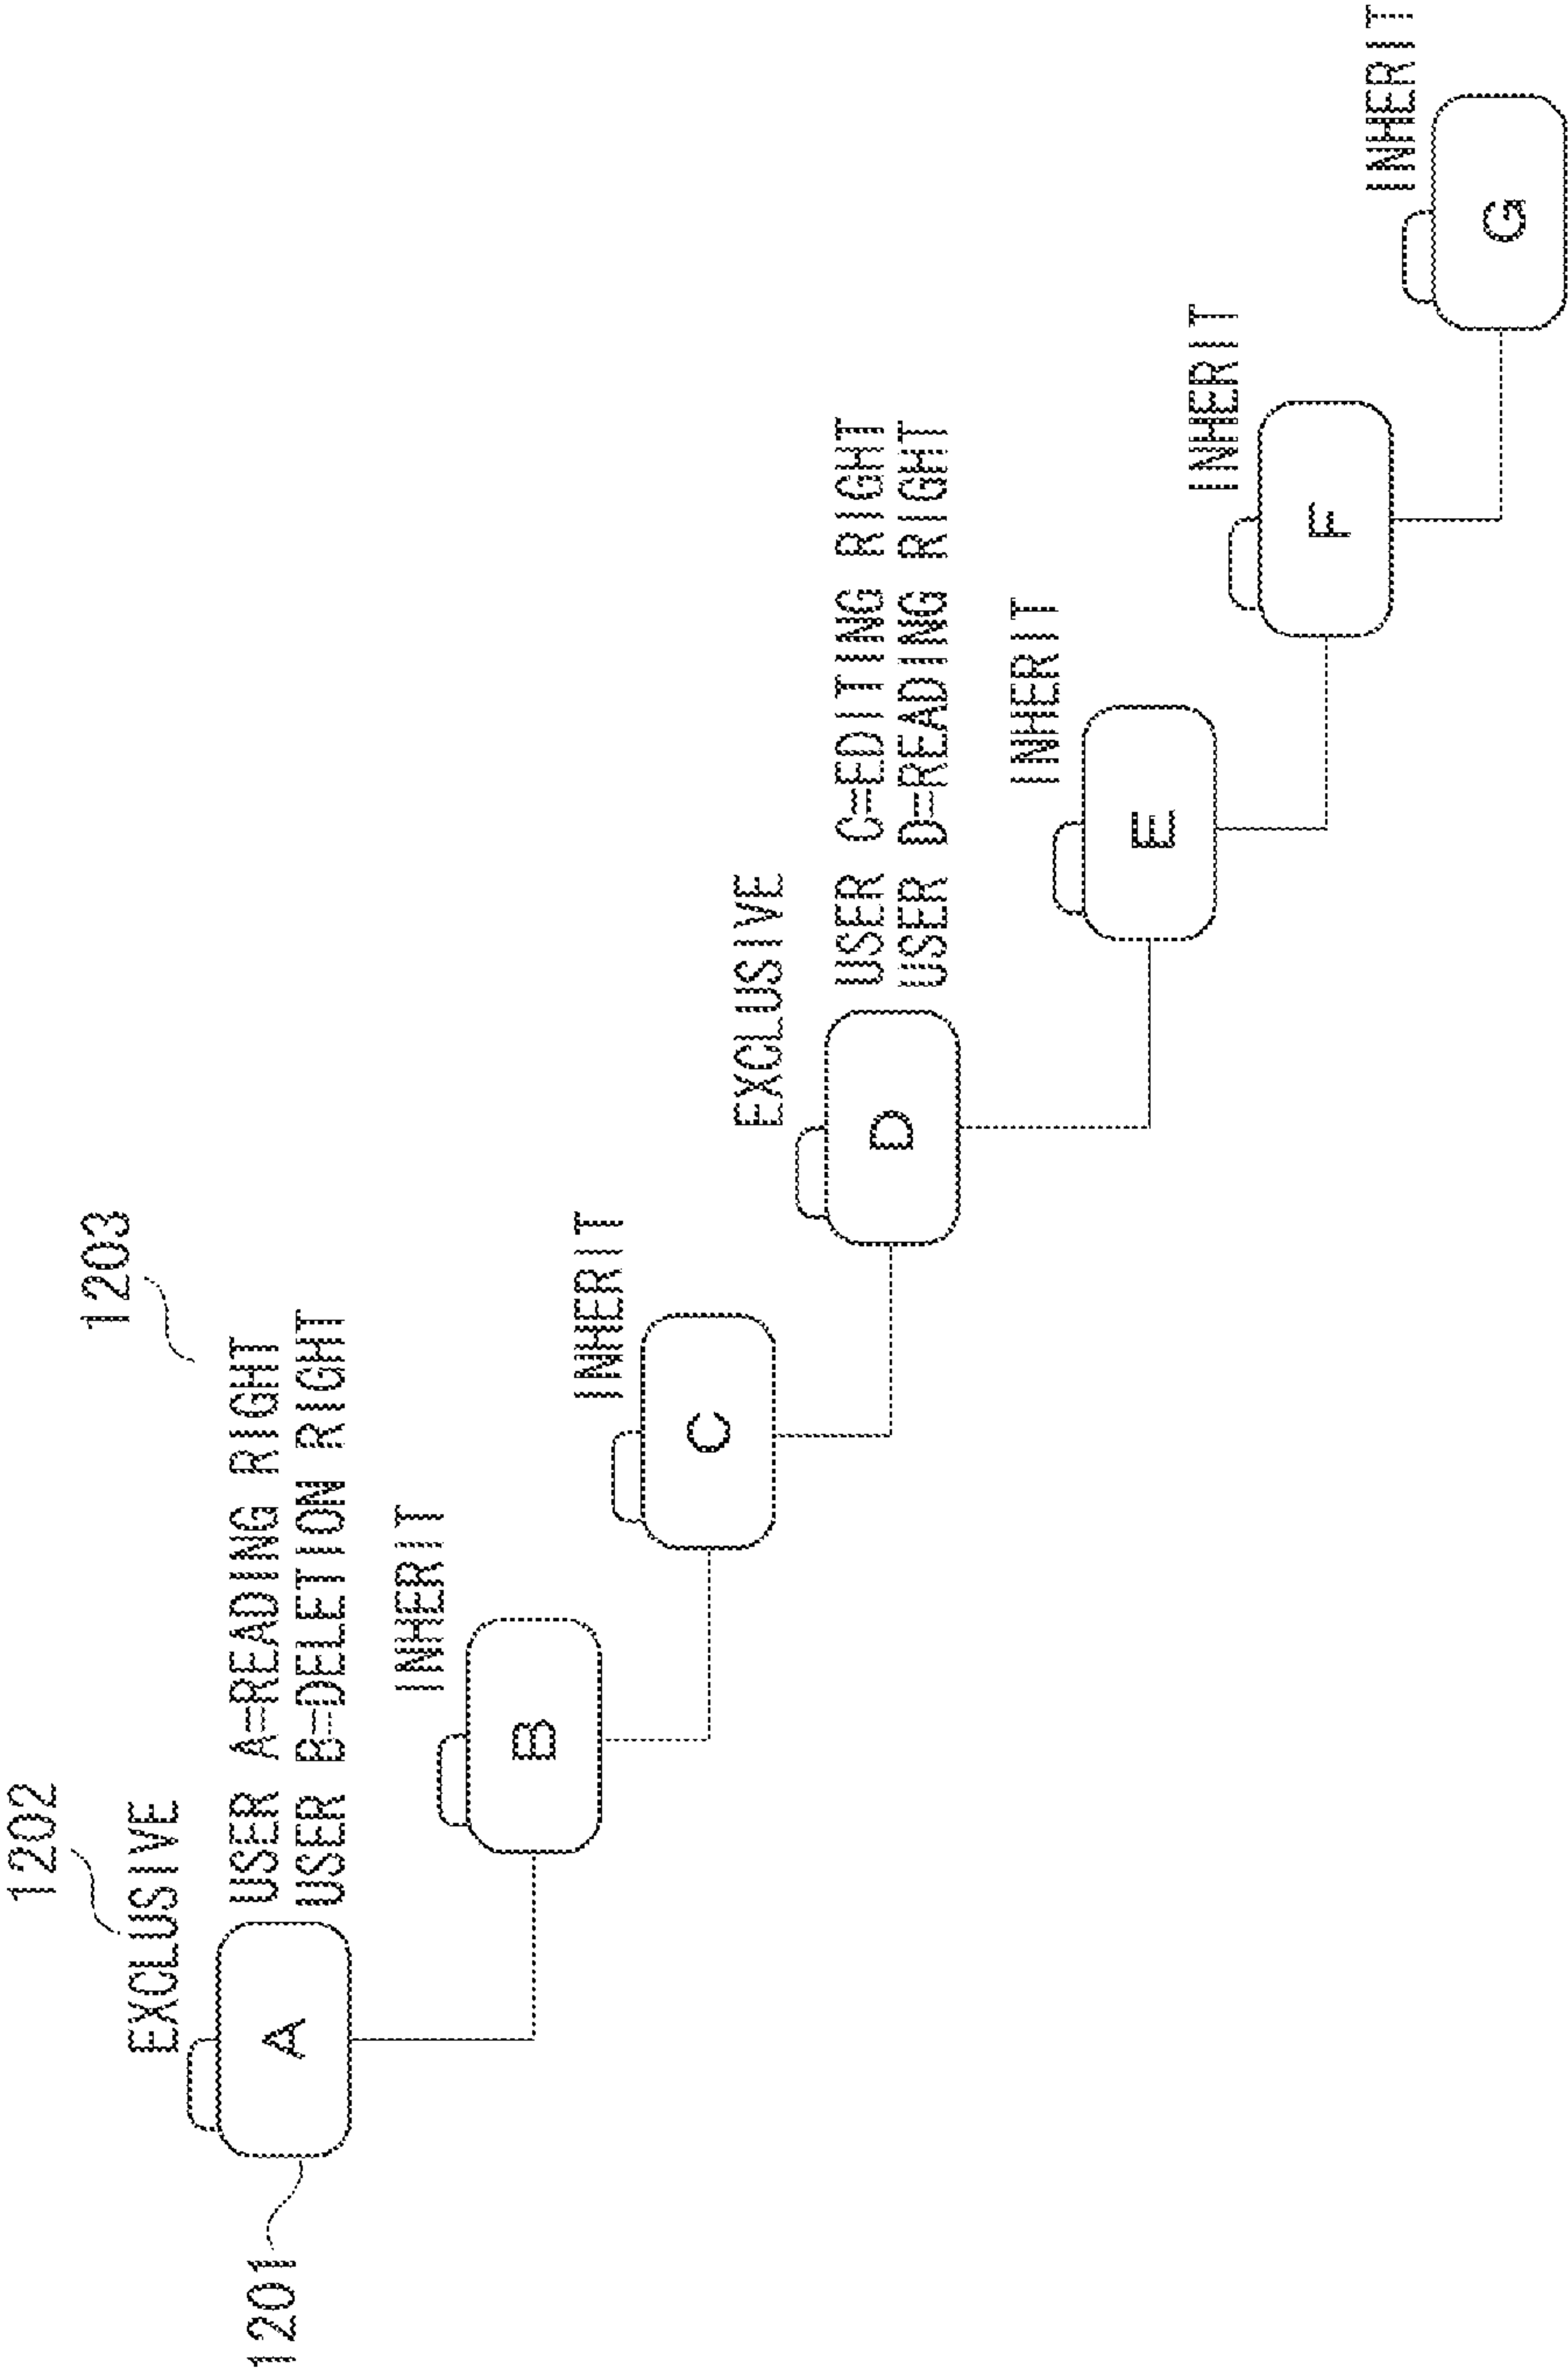 1202
1203
EXCLUSIVE
1201
A
USER A=READING RIGHT
USER B=DELETION RIGHT
INHERIT
B
INHERIT
C
EXCLUSIVE
D
USER C=EDITING RIGHT
USER D=READING RIGHT
INHERIT
E
INHERIT
F
INHERIT
G